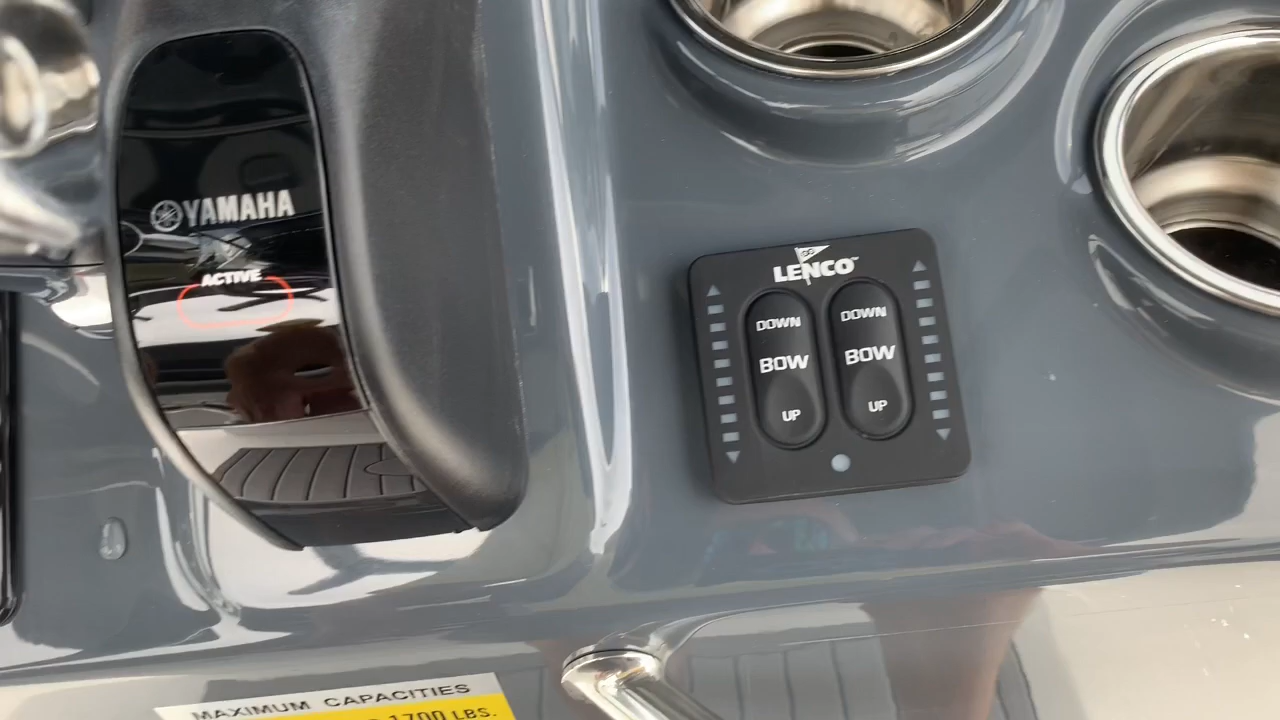 YAMAHA
ACTIVE
LENCO
DOWN
BOW
UP
DOWN
BOW
UP
MAXIMUM CAPACITIES
1700 LBS.